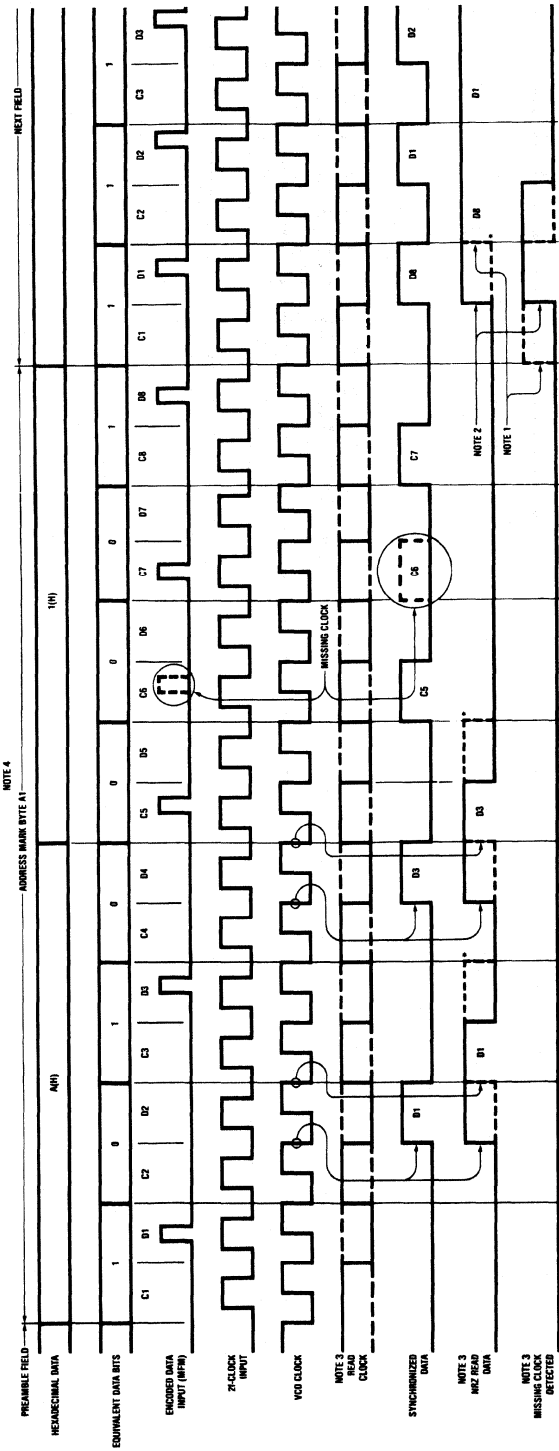 NOTE 4
PREAMBLE FIELD ADDRESS MARK BYTE A1 NEXT FIELD
HEXADECIMAL DATA A(H) 1(H)
EQUIVALENT DATA BITS 1 0 1 0 0 0 0 1 1 1 1
C1 D1 C2 D2 C3 D3 C4 D4 C5 D5 C6 D6 C7 D7 C8 D8 C1 D1 C2 D2 C3 D3
ENCODED DATA
INPUT (MFM)
2f-CLOCK
INPUT
VCO CLOCK
MISSING CLOCK
NOTE 3
READ
CLOCK
SYNCHRONIZED
DATA
D1 D3 C5 C6 C7 D8 D1 D2
NOTE 3
NRZ READ
DATA
D1 D3 D8 D1
NOTE 2
NOTE 1
NOTE 3
MISSING CLOCK
DETECTED